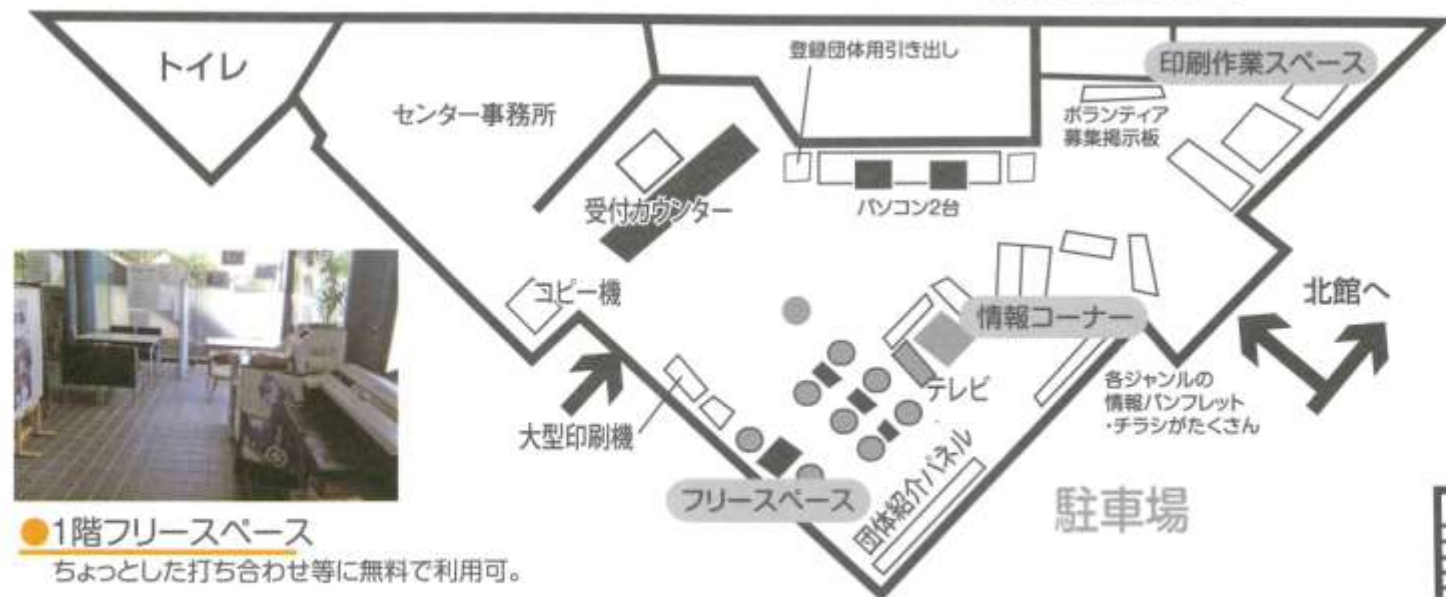 トイレ
センター事務所
登録団体用引き出し
印刷作業スペース
ボランティア
募集掲示板
受付カウンター
パソコン2台
コピー機
情報コーナー
北館へ
テレビ
各ジャンルの
情報パンフレット
・チラシがたくさん
大型印刷機
フリースペース
団体紹介パネル
駐車場
●1階フリースペース
ちょっとした打ち合わせ等に無料で利用可。